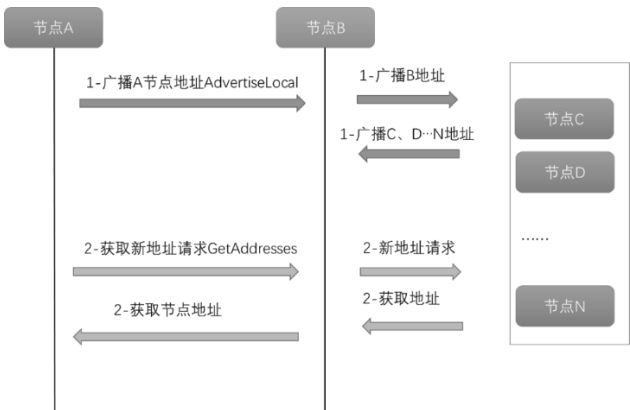 节点A
节点B
1-广播A节点地址AdvertiseLocal
1-广播B地址
节点C
1-广播C、D···N地址
节点D
······
2-获取新地址请求GetAddresses
2-新地址请求
2-获取节点地址
2-获取地址
节点N